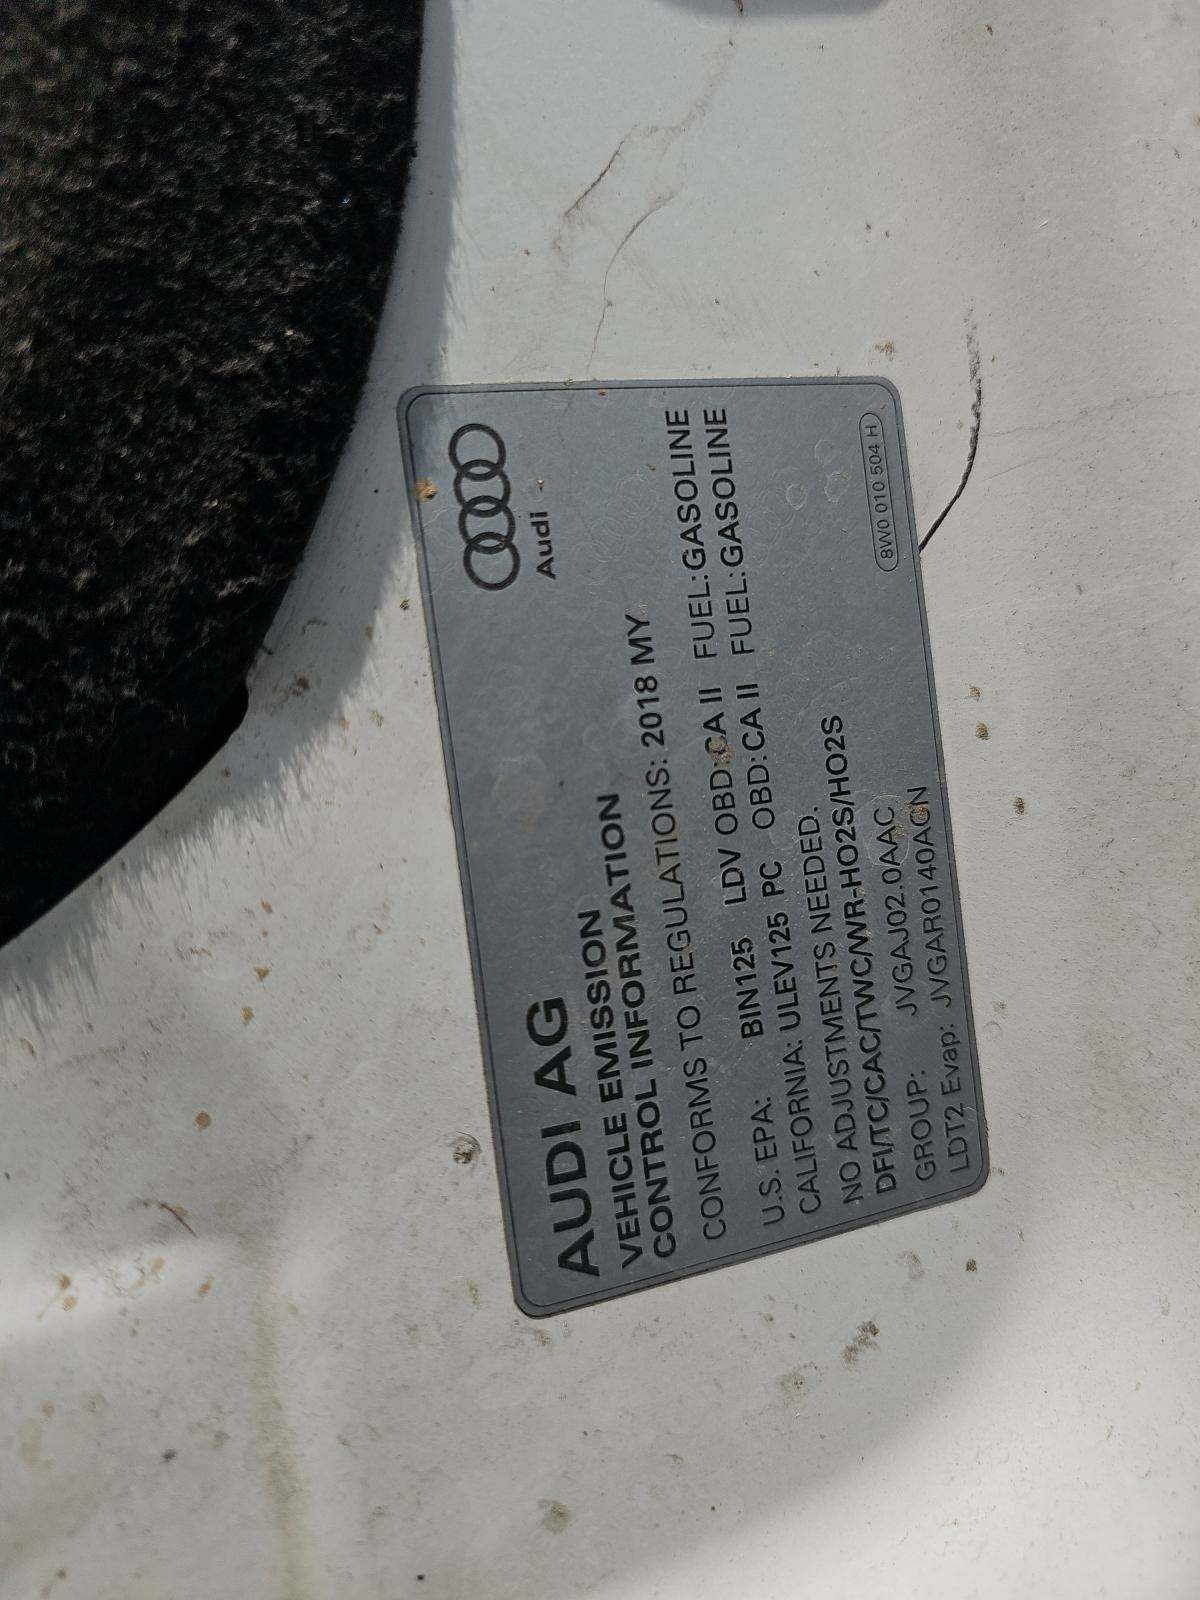 AUDI AG
Audi
VEHICLE EMISSION
CONTROL INFORMATION
CONFORMS TO REGULATIONS: 2018 MY
U.S. EPA: BIN125 LDV OBD:CA II FUEL:GASOLINE
CALIFORNIA: ULEV125 PC OBD:CA II FUEL:GASOLINE
NO ADJUSTMENTS NEEDED.
DFI/TC/CAC/TWC/WR-HO2S/HO2S
GROUP: JVGAJ02.0AAC
LDT2 Evap: JVGAR0140ACN
8W0 010 504 H